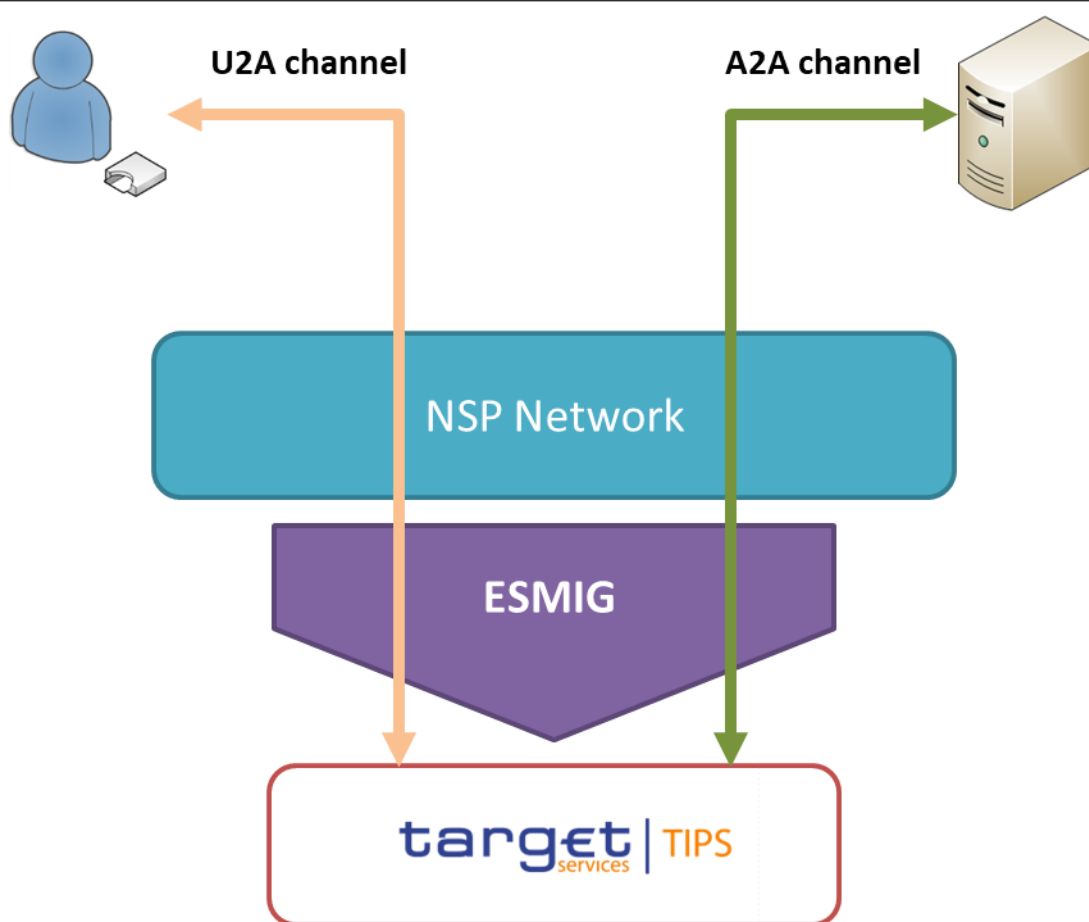 U2A channel
A2A channel
NSP Network
ESMIG
target | TIPS
services